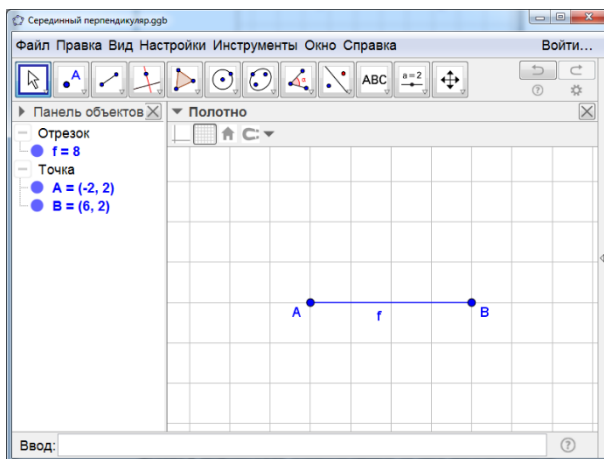 Серединный перпендикуляр.ggb
Файл Правка Вид Настройки Инструменты Окно Справка Войти...
A ABC a=2
Панель объектов Полотно
Отрезок
f = 8
Точка
A = (-2, 2)
B = (6, 2)
A f B
Ввод: